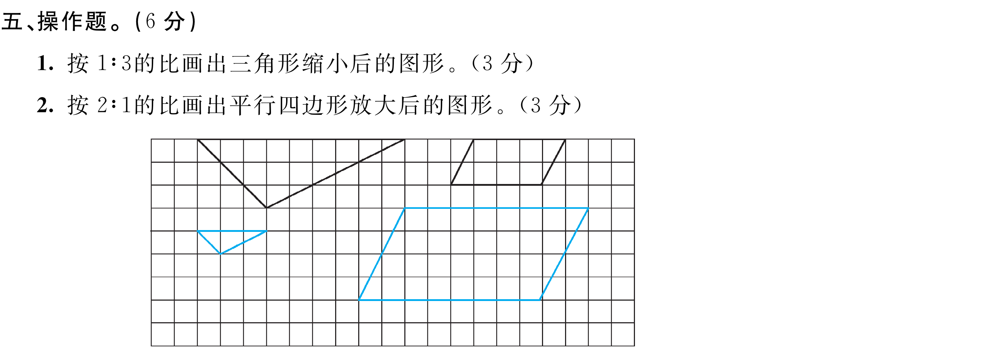 五、操作题。(6 分)
1. 按 1∶3的比画出三角形缩小后的图形。(3 分)
2. 按 2∶1的比画出平行四边形放大后的图形。(3 分)